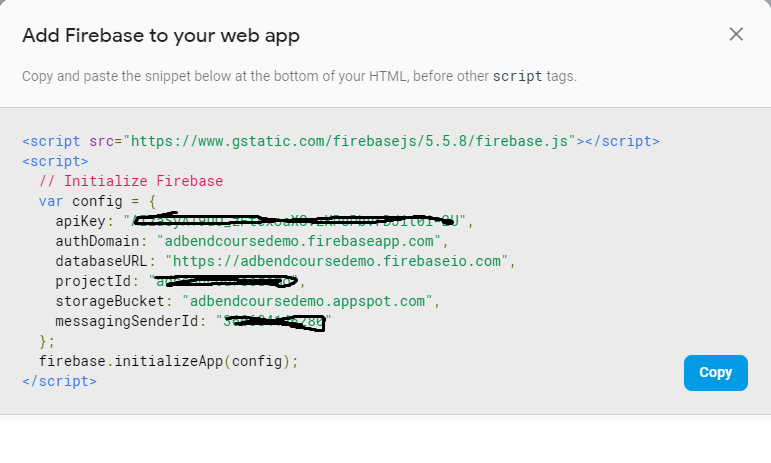 Add Firebase to your web app
Copy and paste the snippet below at the bottom of your HTML, before other script tags.
<script src="https://www.gstatic.com/firebasejs/5.5.8/firebase.js"></script>
<script>
// Initialize Firebase
var config = {
apiKey: "",
authDomain: "adbendcoursedemo.firebaseapp.com",
databaseURL: "https://adbendcoursedemo.firebaseio.com",
projectId: "",
storageBucket: "adbendcoursedemo.appspot.com",
messagingSenderId: ""
};
firebase.initializeApp(config);
</script>
Copy